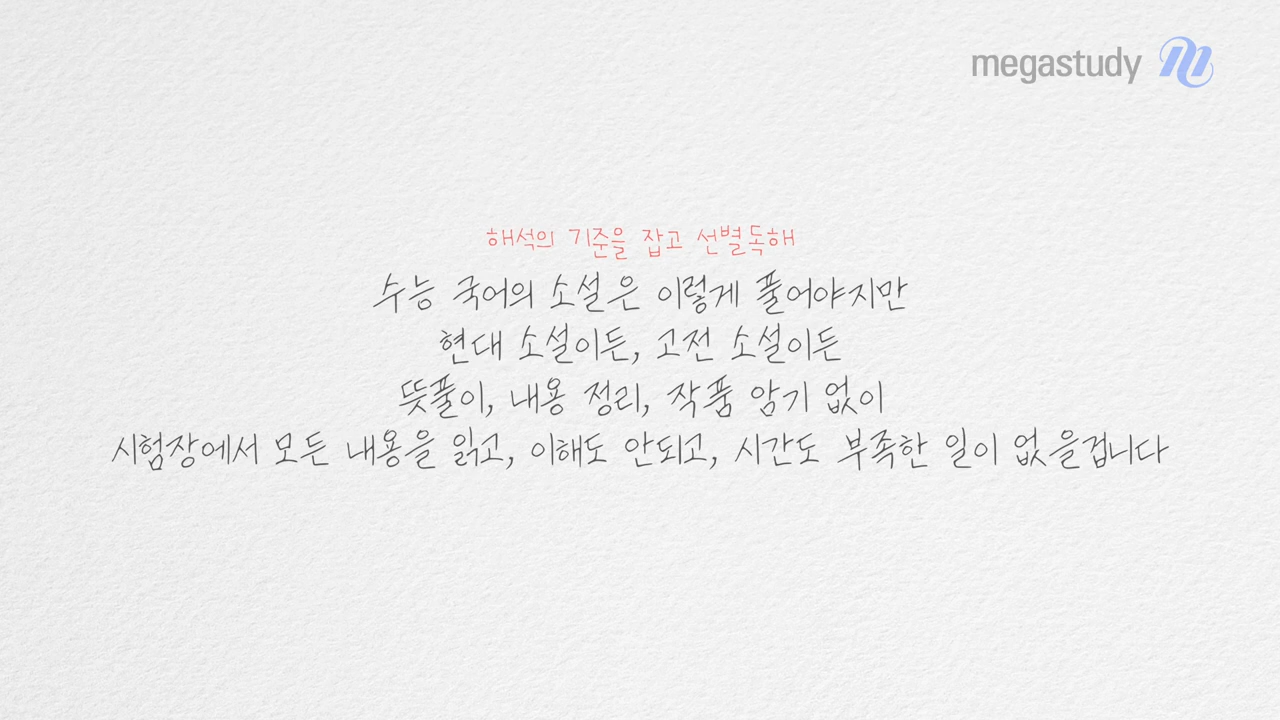 megastudy
해석의 기준을 잡고 선별독해
수능 국어의 소설은 이렇게 풀어야지만
현대 소설이든, 고전 소설이든
뜻풀이, 내용 정리, 작품 암기 없이
시험장에서 모든 내용을 읽고, 이해도 안되고, 시간도 부족한 일이 없을겁니다